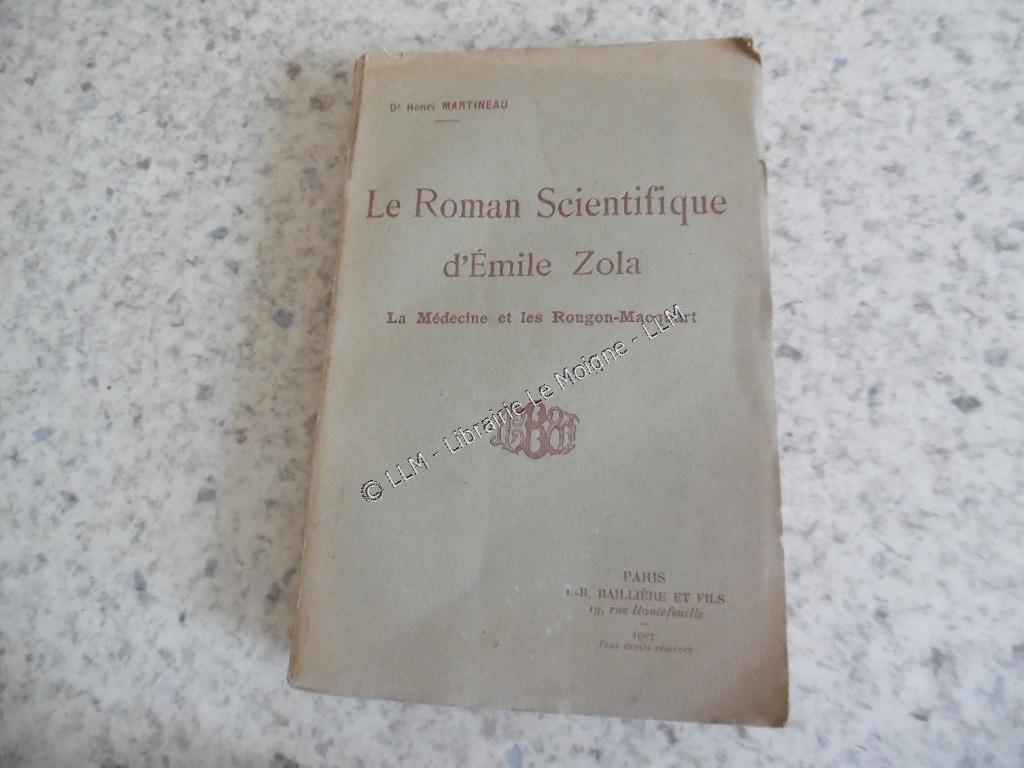 Dr Henri MARTINEAU
Le Roman Scientifique
d'Émile Zola
La Médecine et les Rougon-Macquart
© LLM - Librairie Le Moigne - LLM
PARIS
J.-B. BAILLIÈRE ET FILS
19, rue Hautefeuille
1907
Tous droits réservés